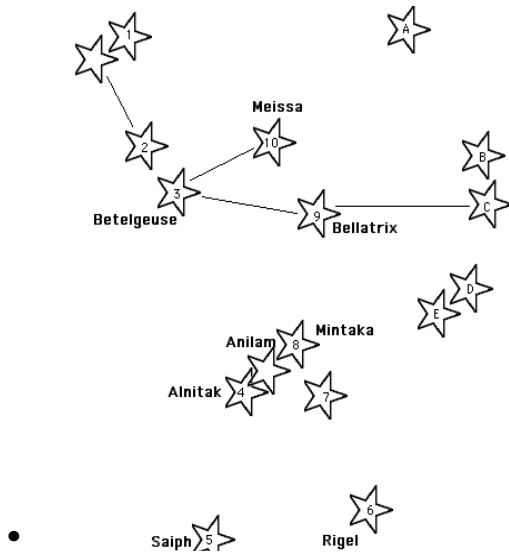 1
A
Meissa
2
10
B
3
Betelgeuse
9
Bellatrix
C
D
E
Mintaka
8
Anilam
Alnitak
4
7
6
Saiph
5
Rigel